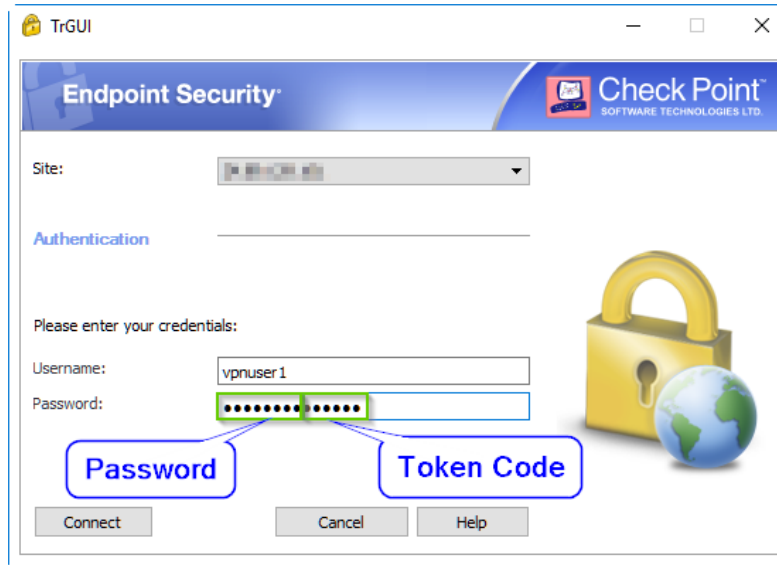 TrGUI
Endpoint Security
Check Point™
SOFTWARE TECHNOLOGIES LTD.
Site:
Authentication
Please enter your credentials:
Username: vpnuser1
Password: ••••••••••••••
Password Token Code
Connect Cancel Help